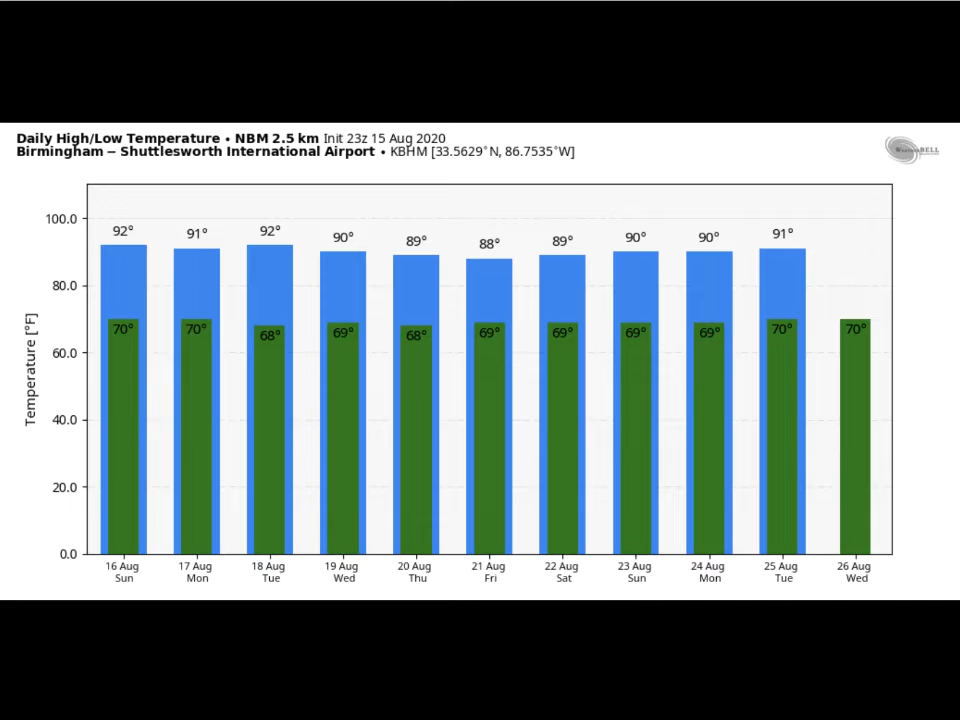 Daily High/Low Temperature • NBM 2.5 km Init 23z 15 Aug 2020
Birmingham – Shuttlesworth International Airport • KBHM [33.5629°N, 86.7535°W]
WeatherBELL
Temperature [°F]
100.0
80.0
60.0
40.0
20.0
0.0
92° 91° 92° 90° 89° 88° 89° 90° 90° 91°
70° 70° 68° 69° 68° 69° 69° 69° 69° 70° 70°
16 Aug 17 Aug 18 Aug 19 Aug 20 Aug 21 Aug 22 Aug 23 Aug 24 Aug 25 Aug 26 Aug
Sun Mon Tue Wed Thu Fri Sat Sun Mon Tue Wed